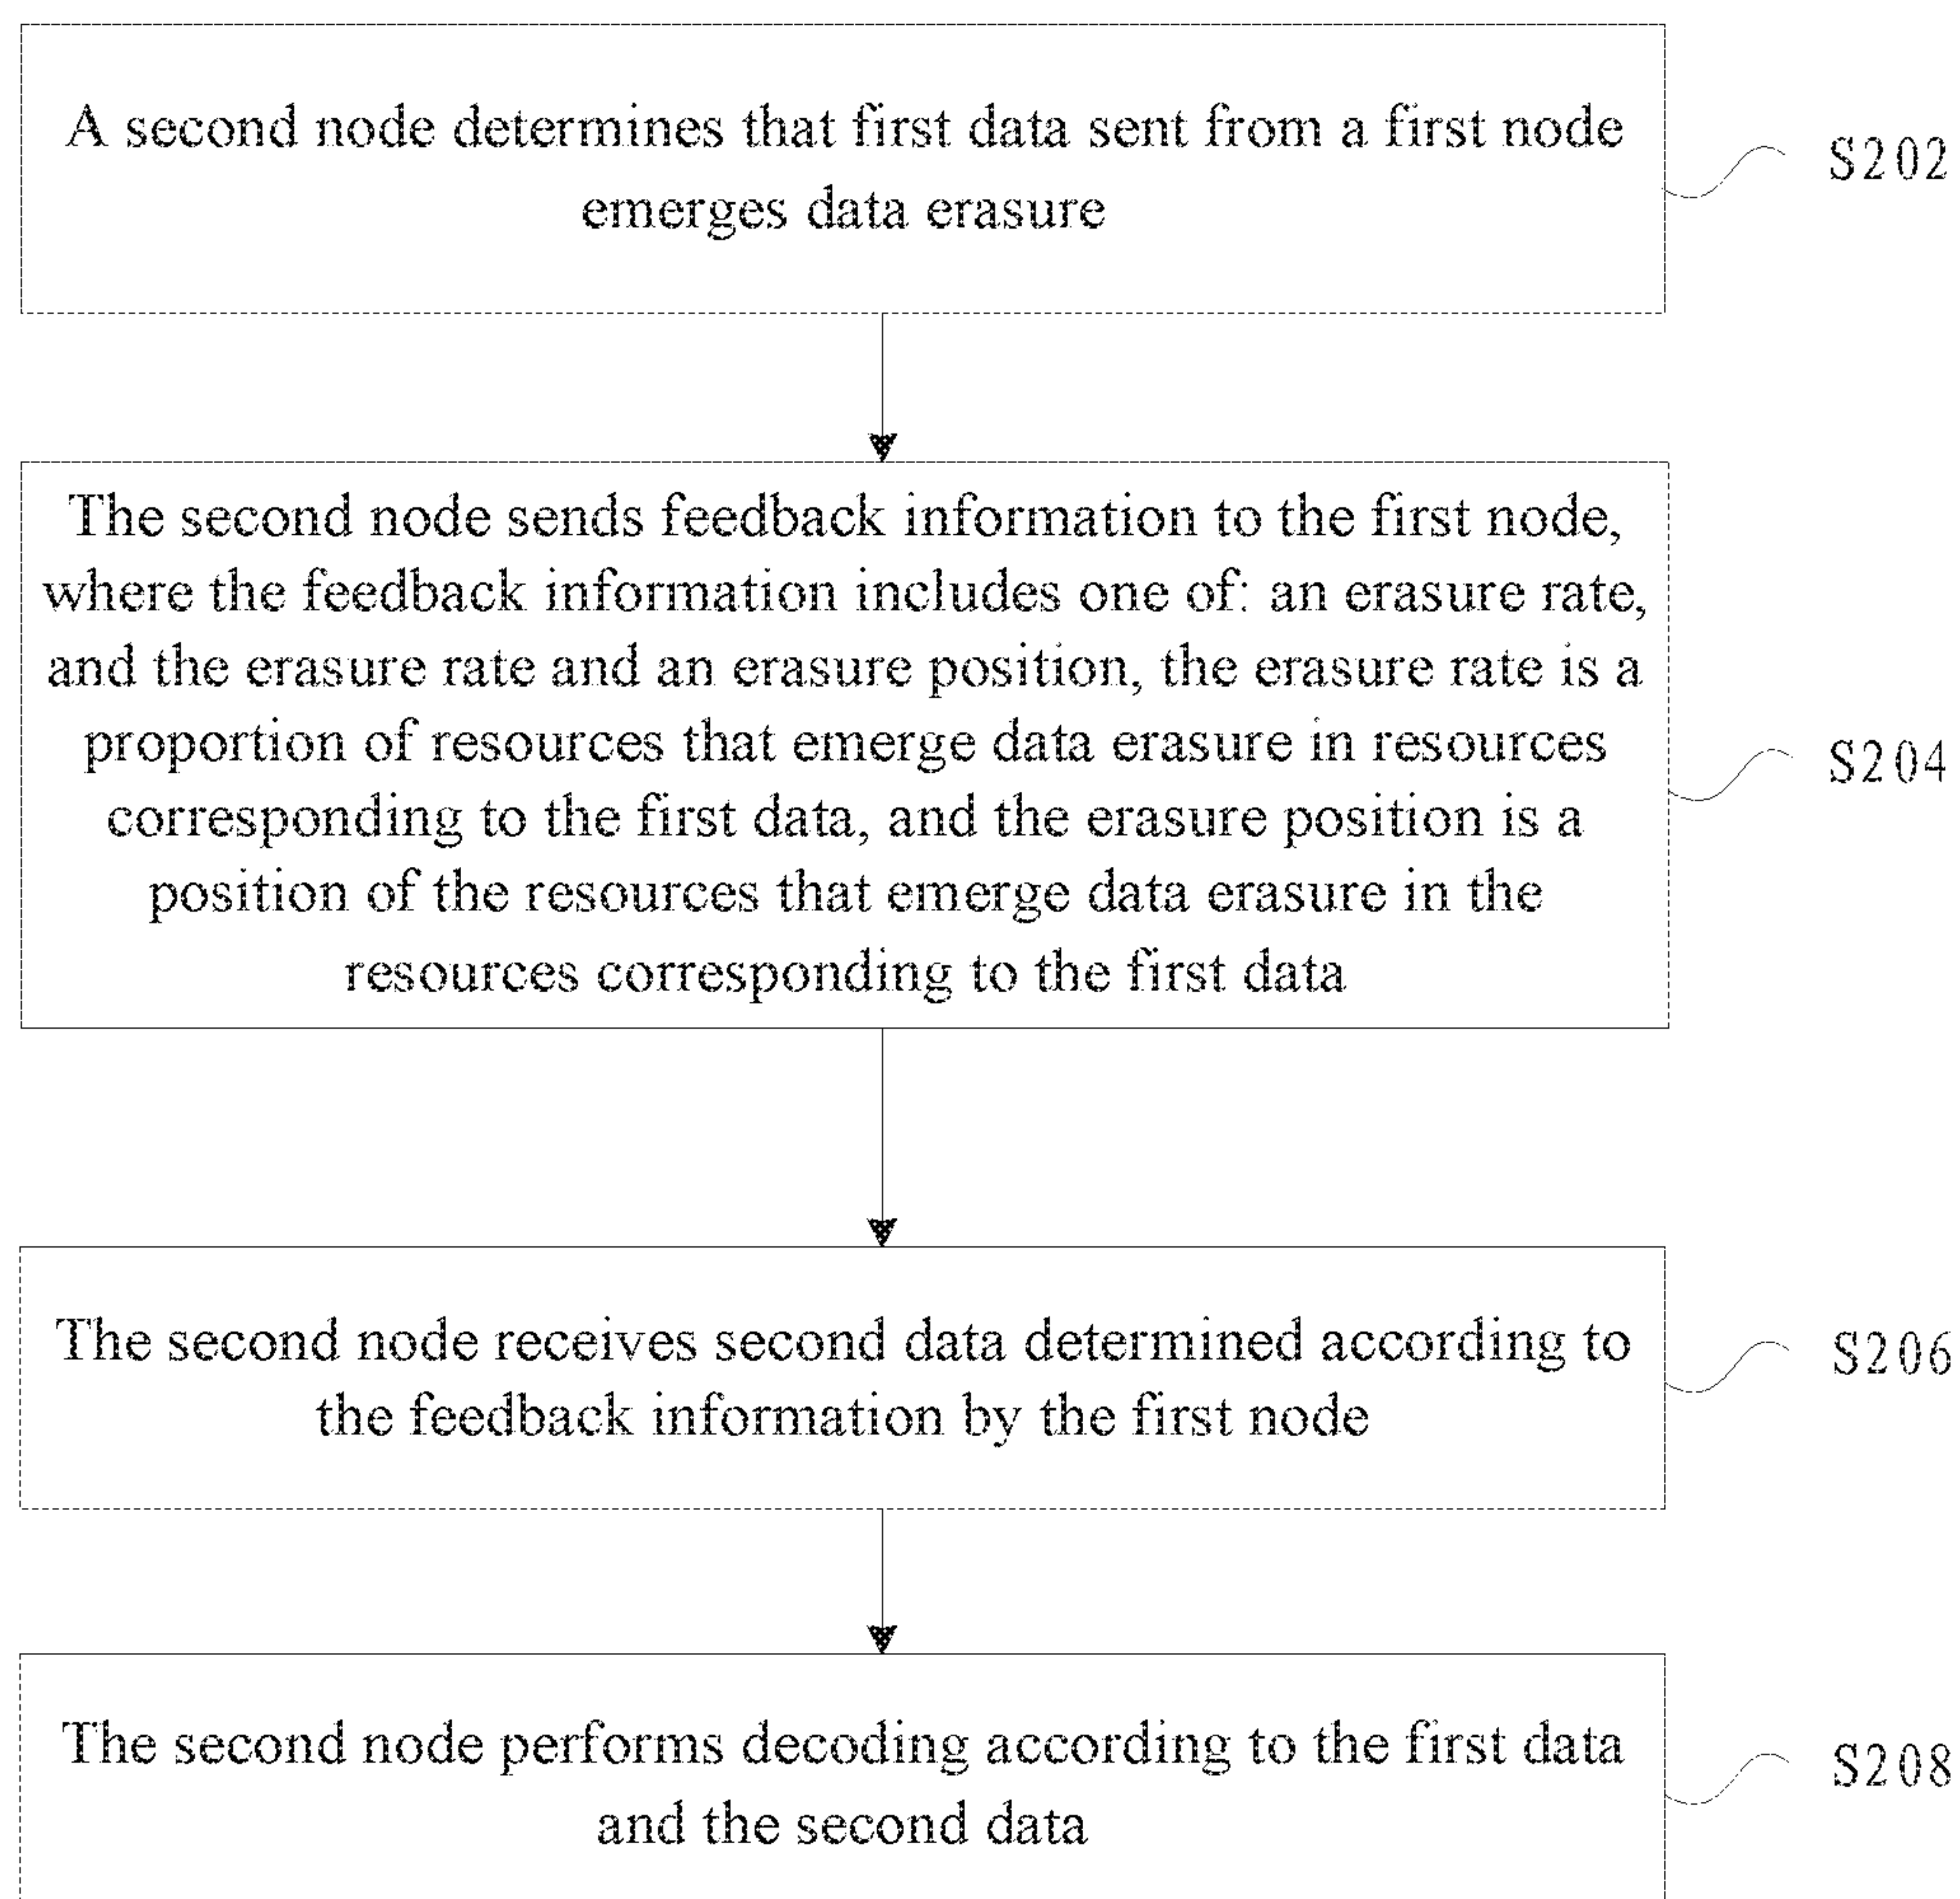 A second node determines that first data sent from a first node
emerges data erasure
S202
The second node sends feedback information to the first node,
where the feedback information includes one of: an erasure rate,
and the erasure rate and an erasure position, the erasure rate is a
proportion of resources that emerge data erasure in resources
corresponding to the first data, and the erasure position is a
position of the resources that emerge data erasure in the
resources corresponding to the first data
S204
The second node receives second data determined according to
the feedback information by the first node
S206
The second node performs decoding according to the first data
and the second data
S208